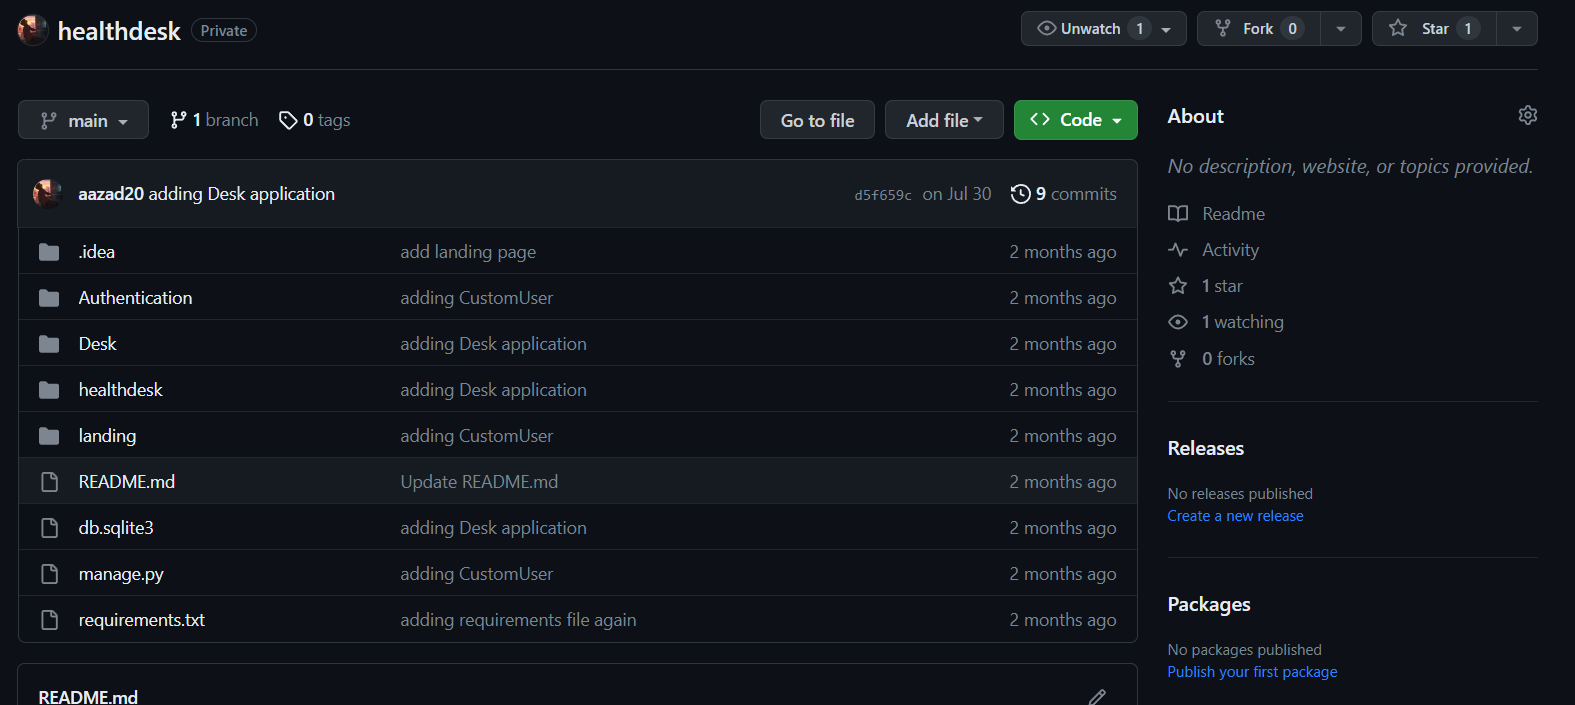 healthdesk Private Unwatch 1 Fork 0 Star 1
main 1 branch 0 tags Go to file Add file Code
aazad20 adding Desk application d5f659c on Jul 30 9 commits
.idea add landing page 2 months ago
Authentication adding CustomUser 2 months ago
Desk adding Desk application 2 months ago
healthdesk adding Desk application 2 months ago
landing adding CustomUser 2 months ago
README.md Update README.md 2 months ago
db.sqlite3 adding Desk application 2 months ago
manage.py adding CustomUser 2 months ago
requirements.txt adding requirements file again 2 months ago
README.md
About
No description, website, or topics provided.
Readme
Activity
1 star
1 watching
0 forks
Releases
No releases published
Create a new release
Packages
No packages published
Publish your first package